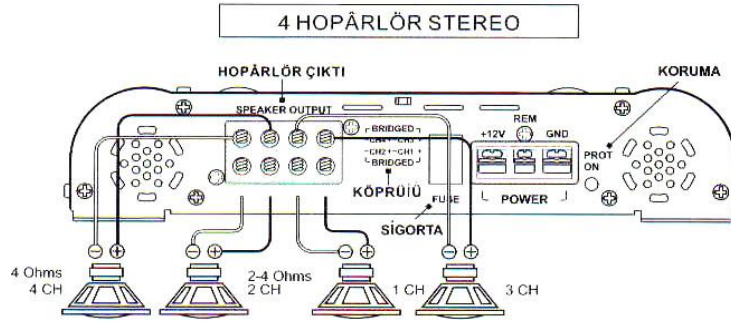 4 HOPÂRLÖR STEREO
HOPÂRLÖR ÇIKTI
KORUMA
SPEAKER OUTPUT
BRIDGED
CH4+ CH3
CH2+ CH1
BRIDGED
KÖPRÜIÜ
FUSE
SİGORTA
REM
+12V
GND
POWER
PROT
ON
4 Ohms
4 CH
2-4 Ohms
2 CH
1 CH
3 CH